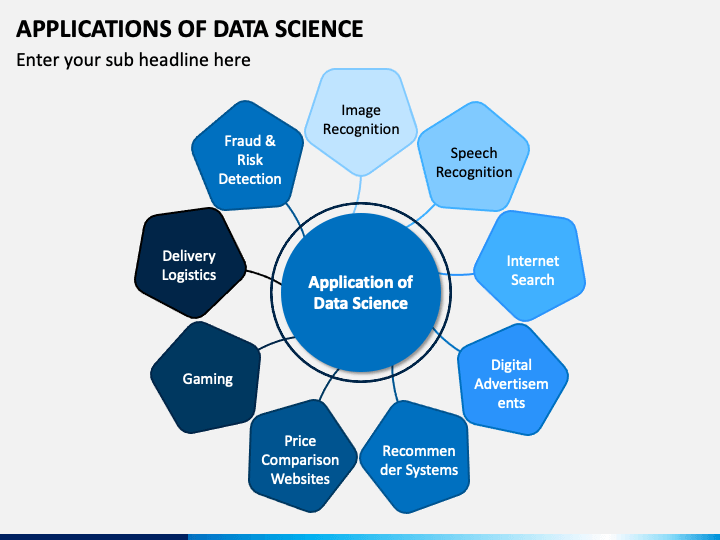 APPLICATIONS OF DATA SCIENCE
Enter your sub headline here
Image
Recognition
Speech
Recognition
Internet
Search
Digital
Advertisem
ents
Recommen
der Systems
Price
Comparison
Websites
Gaming
Delivery
Logistics
Fraud &
Risk
Detection
Application of
Data Science